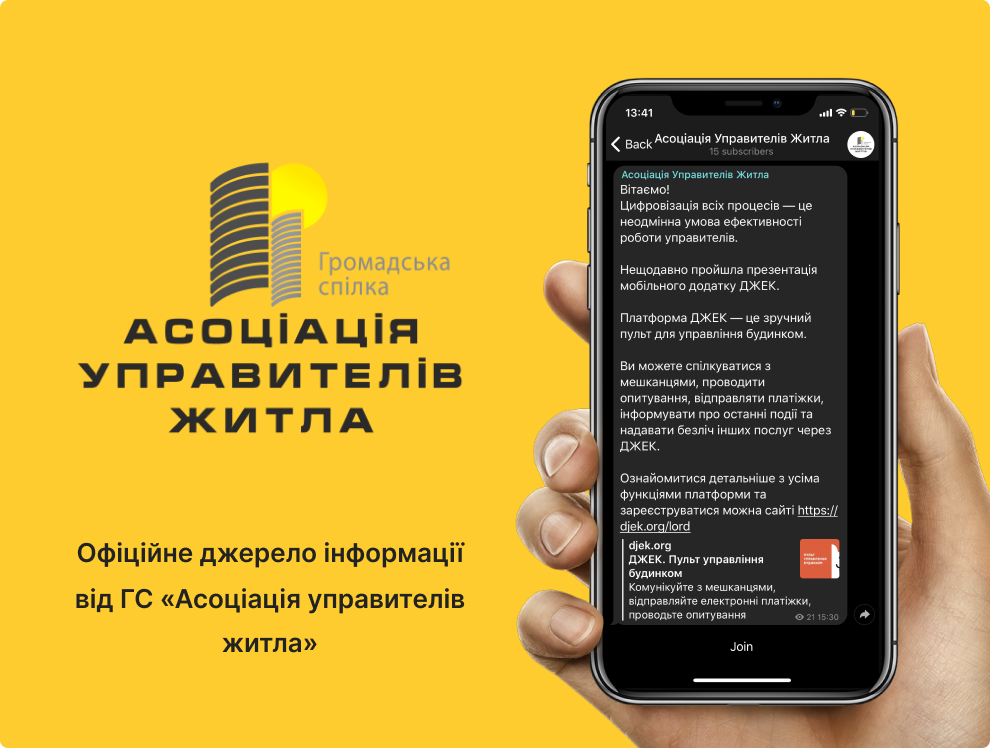 Громадська
спілка
АСОЦІАЦІЯ
УПРАВИТЕЛІВ
ЖИТЛА
Офіційне джерело інформації
від ГС «Асоціація управителів
житла»
13:41
Back
Асоціація Управителів Житла
15 subscribers
Асоціація Управителів Житла
Вітаємо!
Цифровізація всіх процесів — це
неодмінна умова ефективності
роботи управителів.
Нещодавно пройшла презентація
мобільного додатку ДЖЕК.
Платформа ДЖЕК — це зручний
пульт для управління будинком.
Ви можете спілкуватися з
мешканцями, проводити
опитування, відправляти платіжки,
інформувати про останні події та
надавати безліч інших послуг через
ДЖЕК.
Ознайомитися детальніше з усіма
функціями платформи та
зареєструватися можна сайті https://
djek.org/lord
djek.org
ДЖЕК. Пульт управління
будинком
Комунікуйте з мешканцями,
відправляйте електронні платіжки,
проводьте опитування
21 15:30
Join